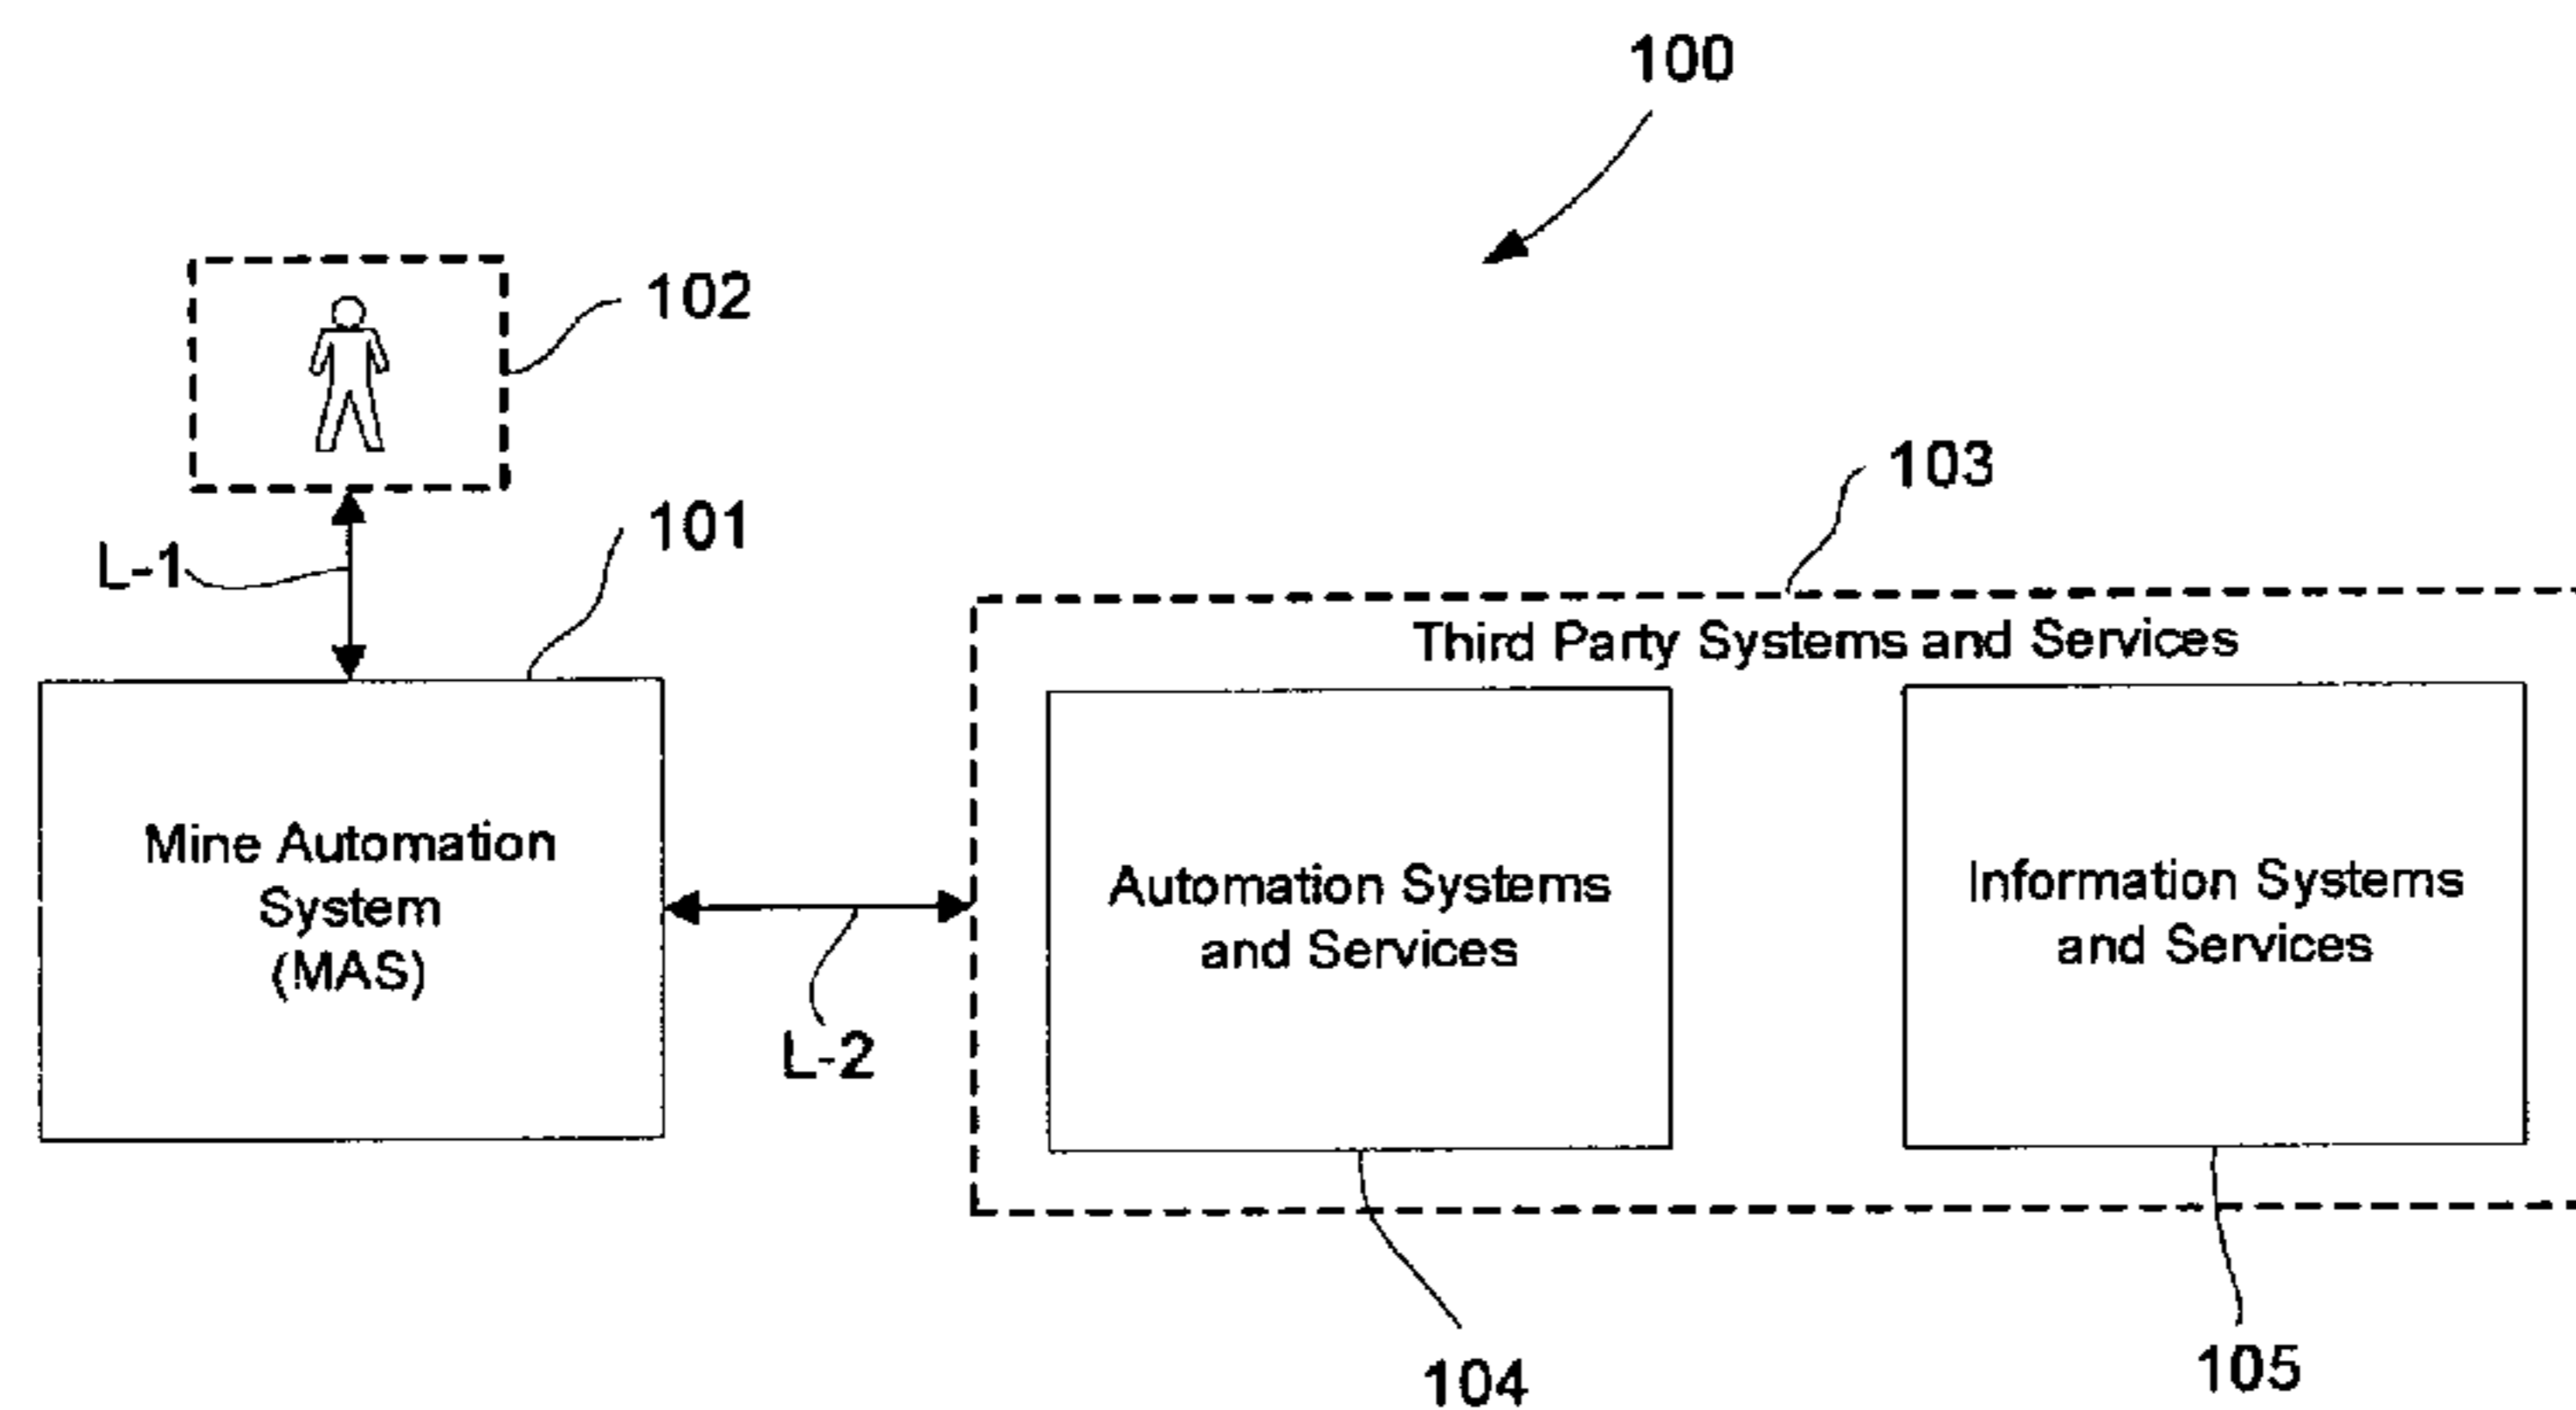 100
102
103
101
L-1
Third Party Systems and Services
Mine Automation
System
(MAS)
Automation Systems
and Services
Information Systems
and Services
L-2
104
105